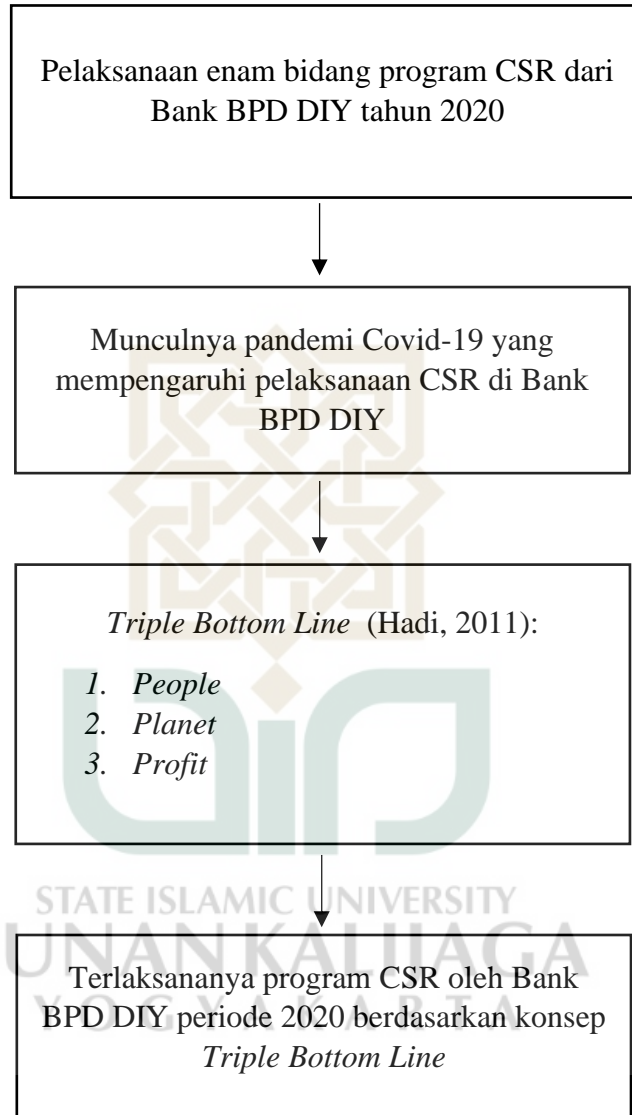 Pelaksanaan enam bidang program CSR dari
Bank BPD DIY tahun 2020
Munculnya pandemi Covid-19 yang
mempengaruhi pelaksanaan CSR di Bank
BPD DIY
Triple Bottom Line (Hadi, 2011):
1. People
2. Planet
3. Profit
STATE ISLAMIC UNIVERSITY
UNAN KALIJAGA
YOGYAKARTA
Terlaksananya program CSR oleh Bank
BPD DIY periode 2020 berdasarkan konsep
Triple Bottom Line